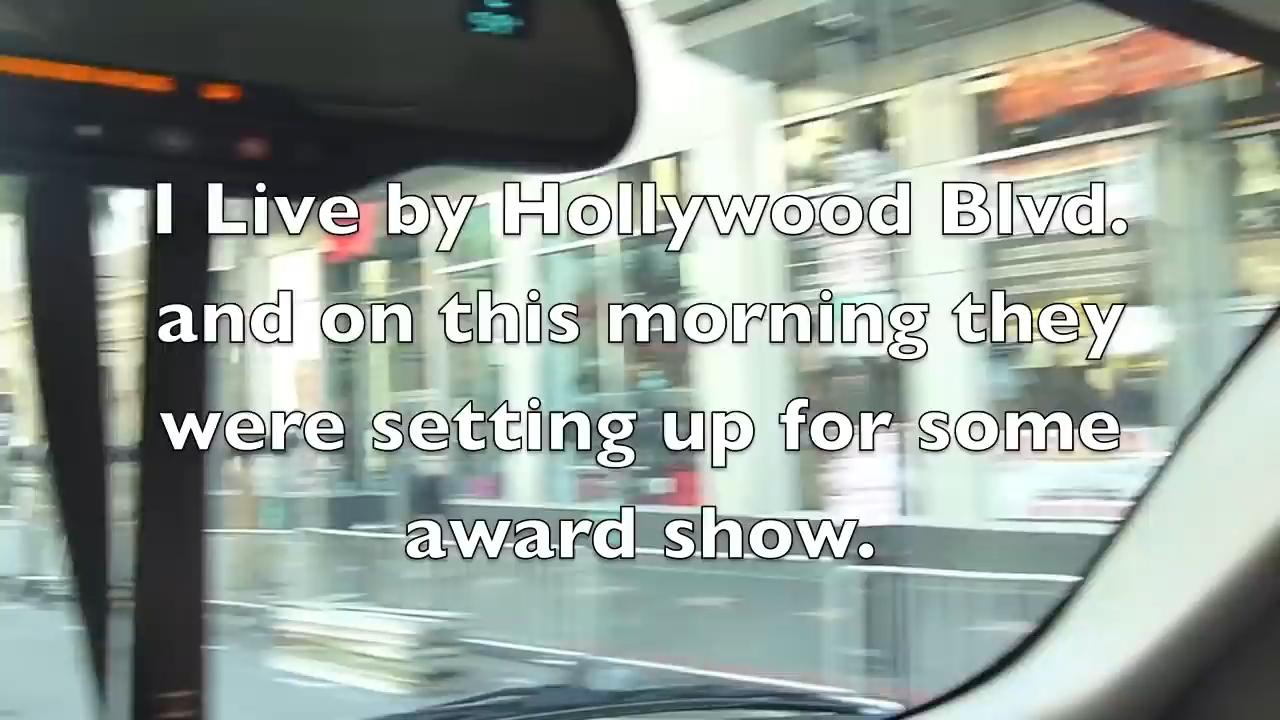 I Live by Hollywood Blvd.
and on this morning they
were setting up for some
award show.